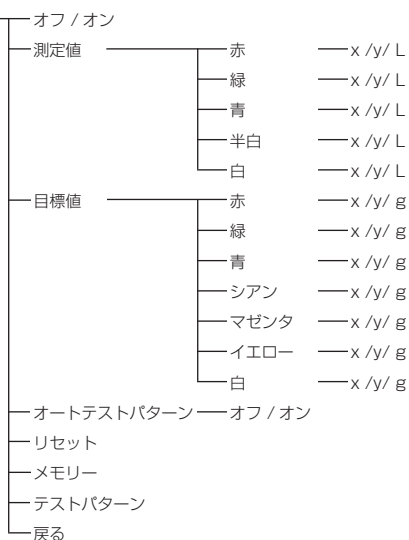 オフ / オン
測定値 赤 x /y/ L
緑 x /y/ L
青 x /y/ L
半白 x /y/ L
白 x /y/ L
目標値 赤 x /y/ g
緑 x /y/ g
青 x /y/ g
シアン x /y/ g
マゼンタ x /y/ g
イエロー x /y/ g
白 x /y/ g
オートテストパターン オフ / オン
リセット
メモリー
テストパターン
戻る